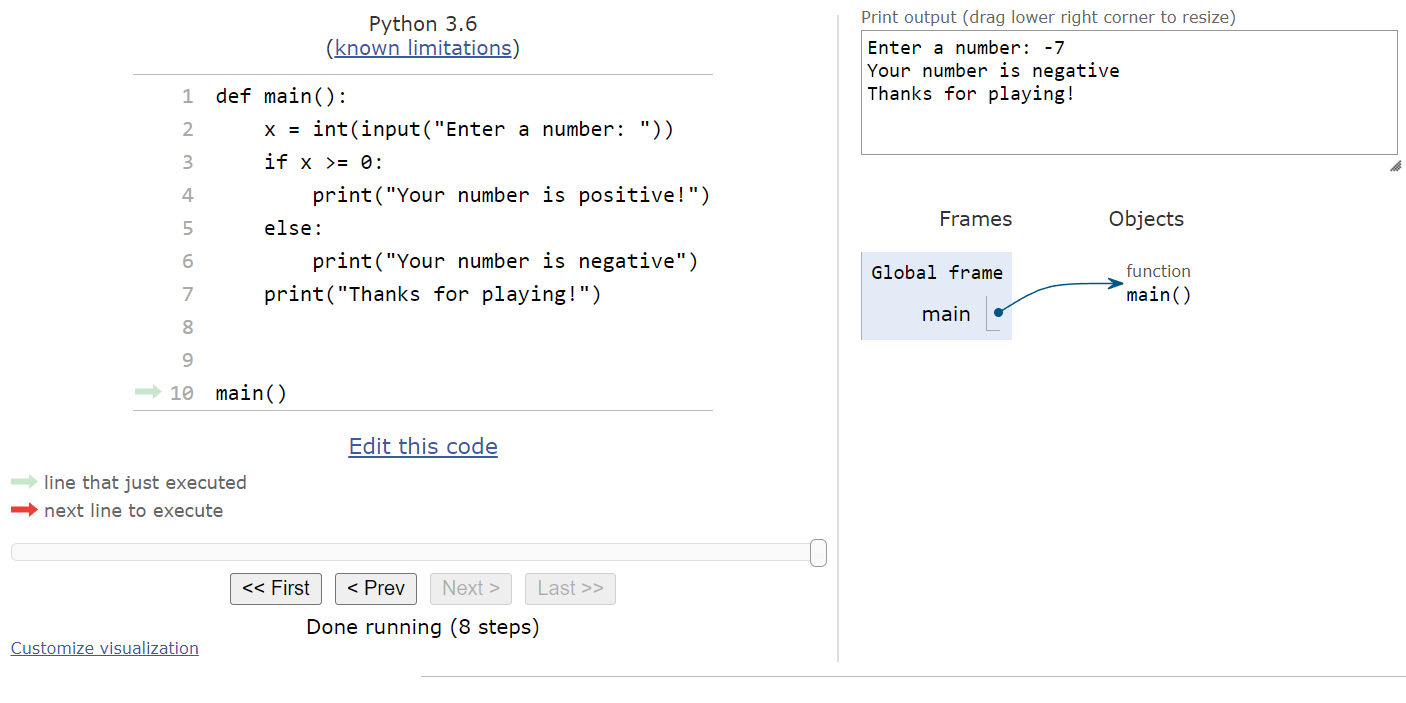 Python 3.6
(known limitations)
1 def main():
2     x = int(input("Enter a number: "))
3     if x >= 0:
4         print("Your number is positive!")
5     else:
6         print("Your number is negative")
7     print("Thanks for playing!")
8
9
10 main()
Edit this code
line that just executed
next line to execute
<< First < Prev Next > Last >>
Done running (8 steps)
Customize visualization
Print output (drag lower right corner to resize)
Enter a number: -7
Your number is negative
Thanks for playing!
Frames Objects
Global frame
main
function
main()